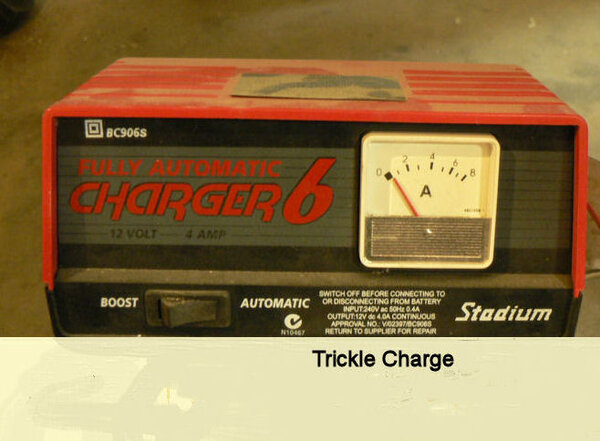 BC906S
FULLY AUTOMATIC
CHARGER 6
12 VOLT ---- 4 AMP
0 2 4 6 8
A
BOOST
AUTOMATIC
N10467
SWITCH OFF BEFORE CONNECTING TO
OR DISCONNECTING FROM BATTERY
INPUT:240V ac 50Hz 0.4A
OUTPUT:12V dc 4.0A CONTINUOUS
APPROVAL NO.: V/02397/BC906S
RETURN TO SUPPLIER FOR REPAIR
Stadium
Trickle Charge